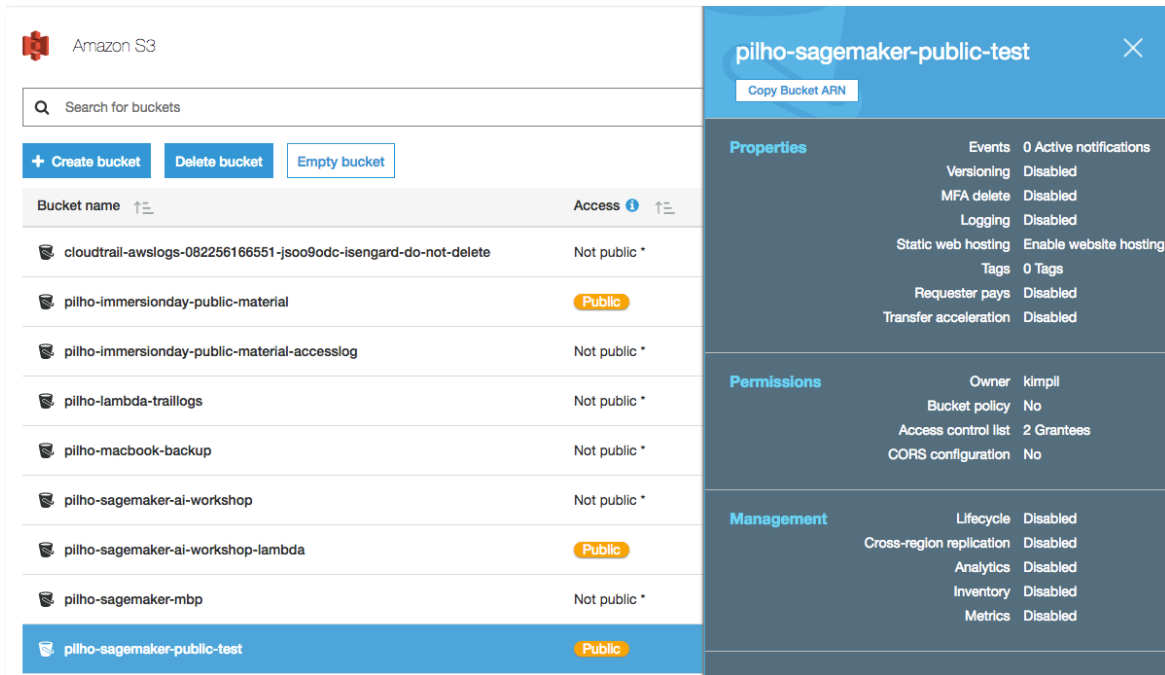 Amazon S3
Search for buckets
+ Create bucket Delete bucket Empty bucket
Bucket name Access
cloudtrail-awslogs-082256166551-jsoo9odc-isengard-do-not-delete Not public *
pilho-immersionday-public-material Public
pilho-immersionday-public-material-accesslog Not public *
pilho-lambda-traillogs Not public *
pilho-macbook-backup Not public *
pilho-sagemaker-ai-workshop Not public *
pilho-sagemaker-ai-workshop-lambda Public
pilho-sagemaker-mbp Not public *
pilho-sagemaker-public-test Public
pilho-sagemaker-public-test
Copy Bucket ARN
Properties Events 0 Active notifications
Versioning Disabled
MFA delete Disabled
Logging Disabled
Static web hosting Enable website hosting
Tags 0 Tags
Requester pays Disabled
Transfer acceleration Disabled
Permissions Owner kimpil
Bucket policy No
Access control list 2 Grantees
CORS configuration No
Management Lifecycle Disabled
Cross-region replication Disabled
Analytics Disabled
Inventory Disabled
Metrics Disabled